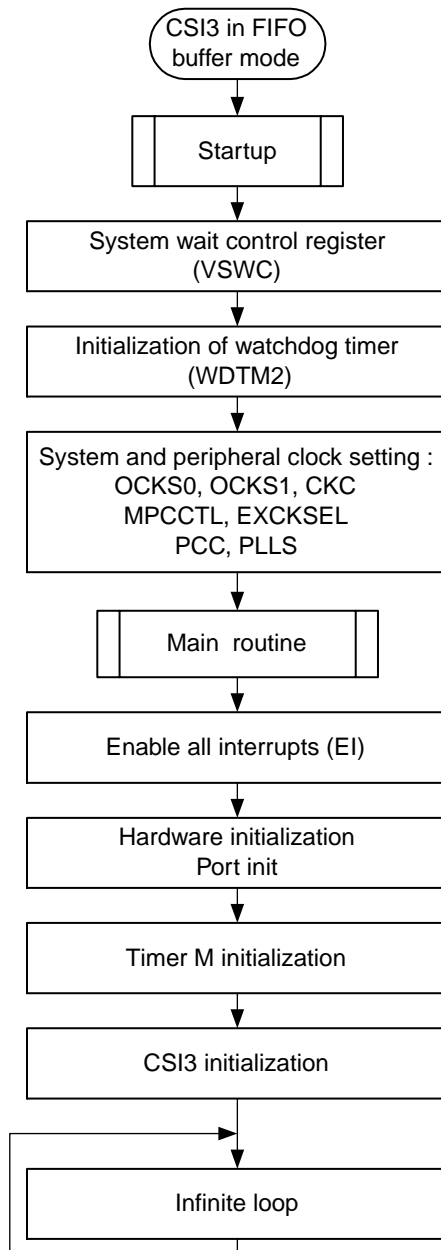 CSI3 in FIFO
buffer mode
Startup
System wait control register
(VSWC)
Initialization of watchdog timer
(WDTM2)
System and peripheral clock setting :
OCKS0, OCKS1, CKC
MPCCTL, EXCKSEL
PCC, PLLS
Main routine
Enable all interrupts (EI)
Hardware initialization
Port init
Timer M initialization
CSI3 initialization
Infinite loop